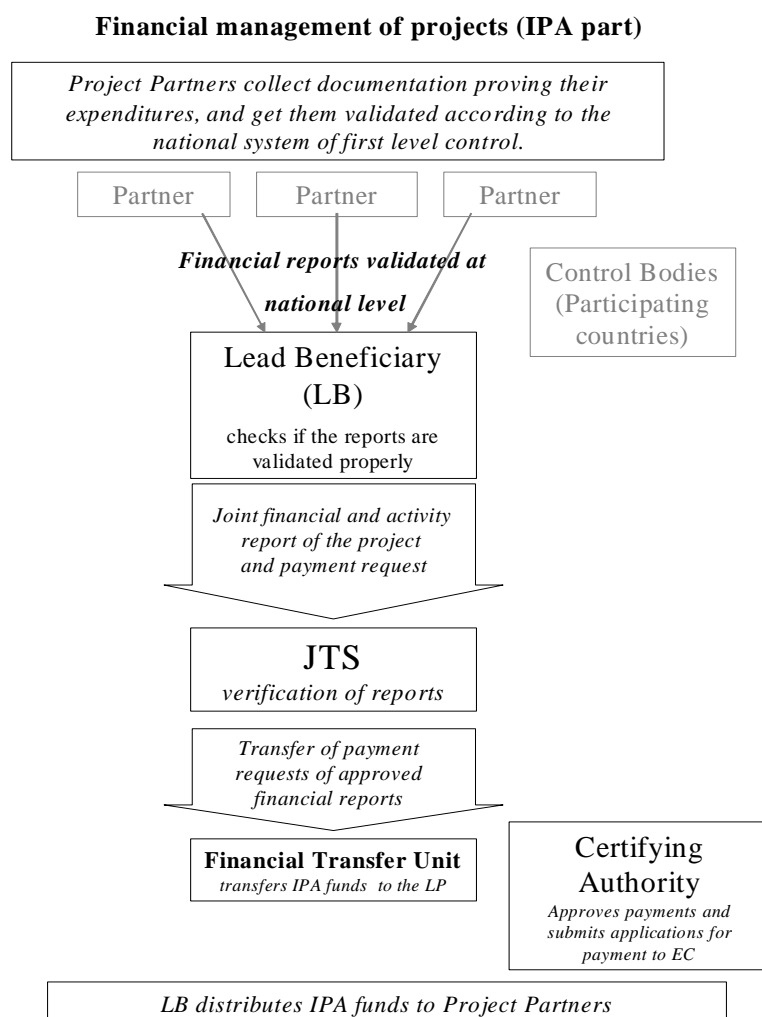 Financial management of projects (IPA part)
Project Partners collect documentation proving their
expenditures, and get them validated according to the
national system of first level control.
Partner
Partner
Partner
Financial reports validated at
national level
Control Bodies
(Participating
countries)
Lead Beneficiary
(LB)
checks if the reports are
validated properly
Joint financial and activity
report of the project
and payment request
JTS
verification of reports
Transfer of payment
requests of approved
financial reports
Financial Transfer Unit
transfers IPA funds to the LP
Certifying
Authority
Approves payments and
submits applications for
payment to EC
LB distributes IPA funds to Project Partners